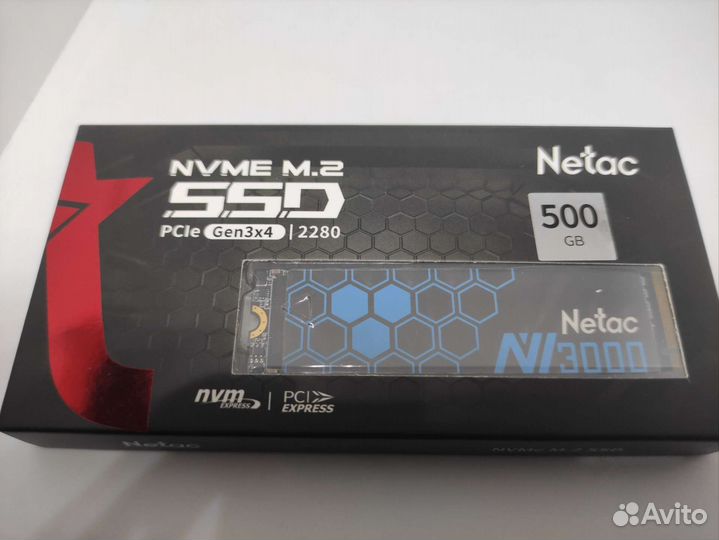 NVME M.2
SSD
PCIe Gen3x4 | 2280
Netac
500
GB
Netac
NV3000
nvm
EXPRESS
PCI
EXPRESS
Netac
NVMe M.2 SSD
Avito